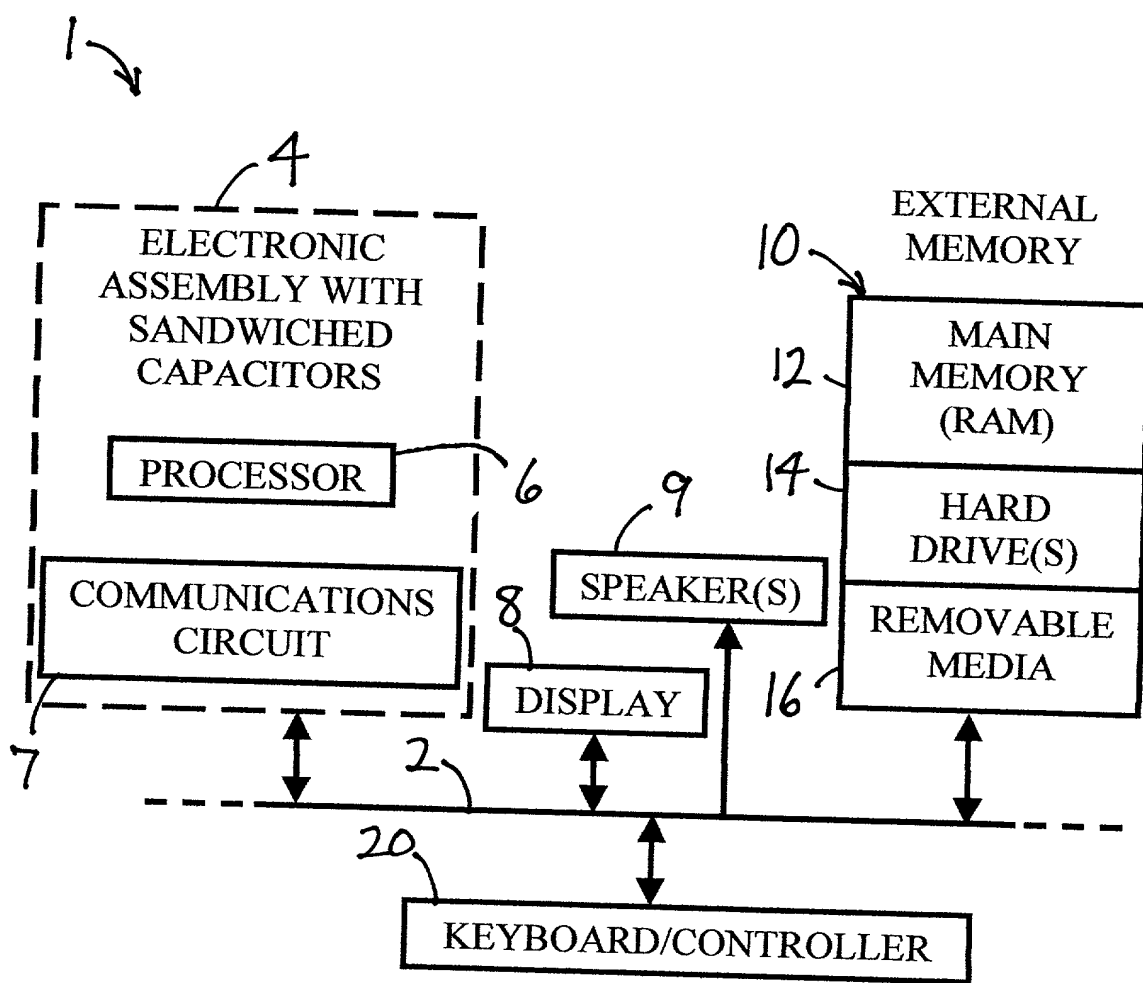 1
4
ELECTRONIC
ASSEMBLY WITH
SANDWICHED
CAPACITORS
PROCESSOR
6
COMMUNICATIONS
CIRCUIT
7
8
DISPLAY
9
SPEAKER(S)
EXTERNAL
MEMORY
10
12
MAIN
MEMORY
(RAM)
14
HARD
DRIVE(S)
16
REMOVABLE
MEDIA
2
20
KEYBOARD/CONTROLLER